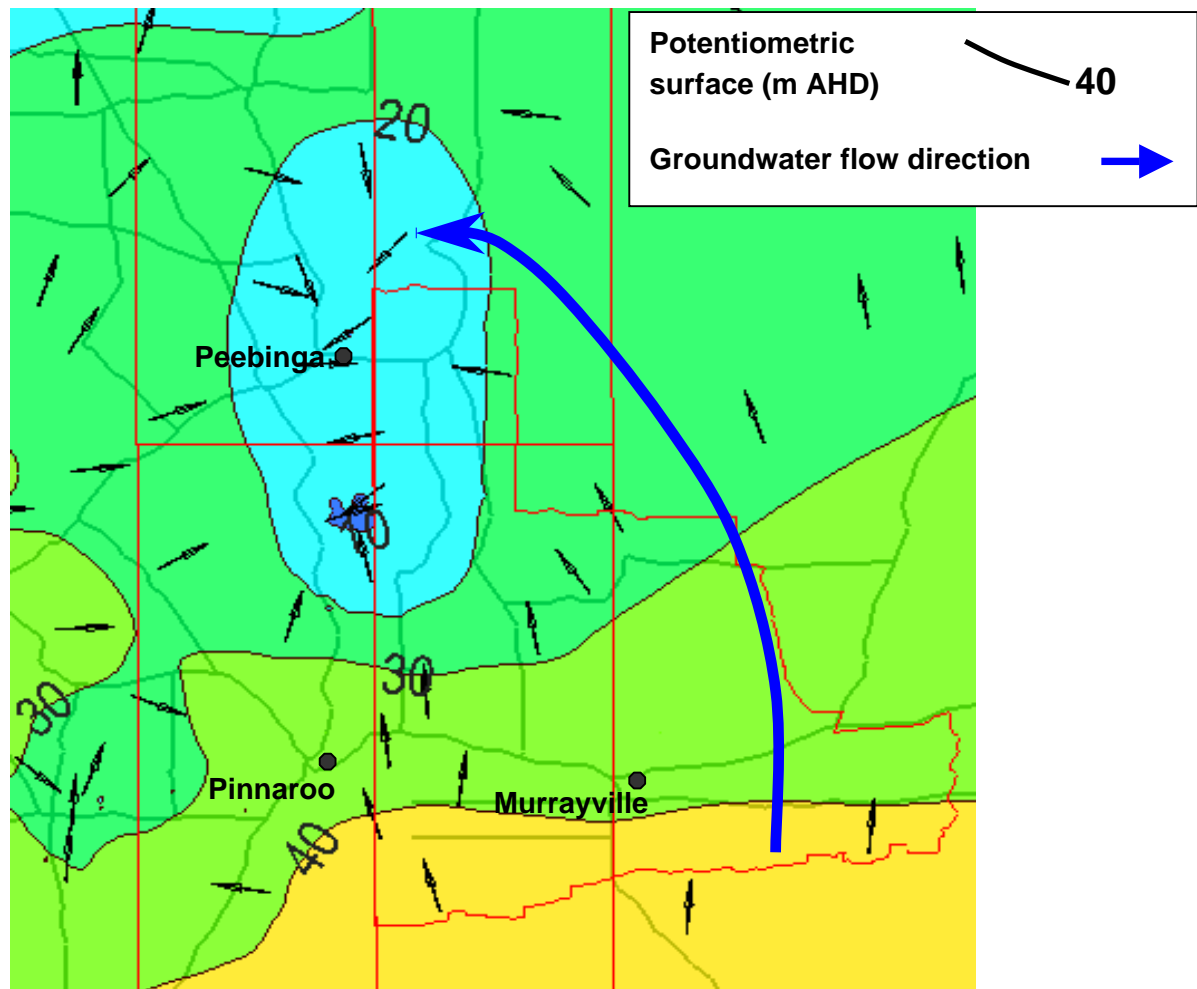 Potentiometric
surface (m AHD)
40
Groundwater flow direction
20
Peebinga
30
30
Pinnaroo
Murrayville
40